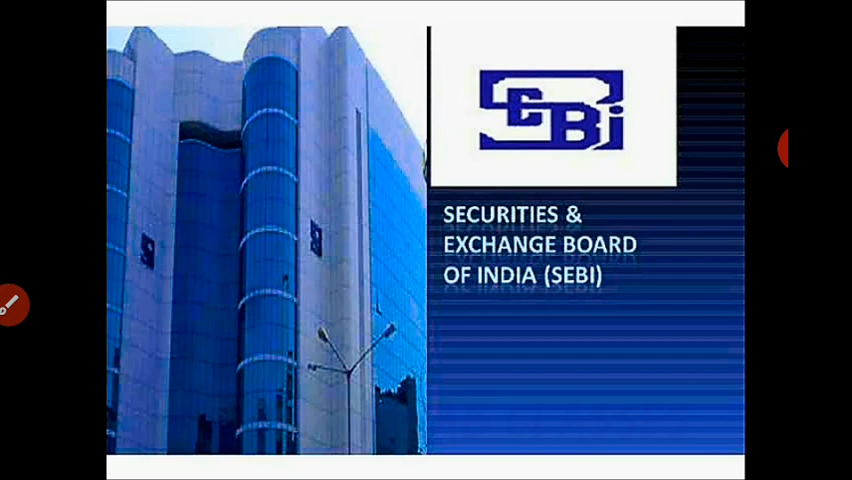 SEBi
SECURITIES &
EXCHANGE BOARD
OF INDIA (SEBI)